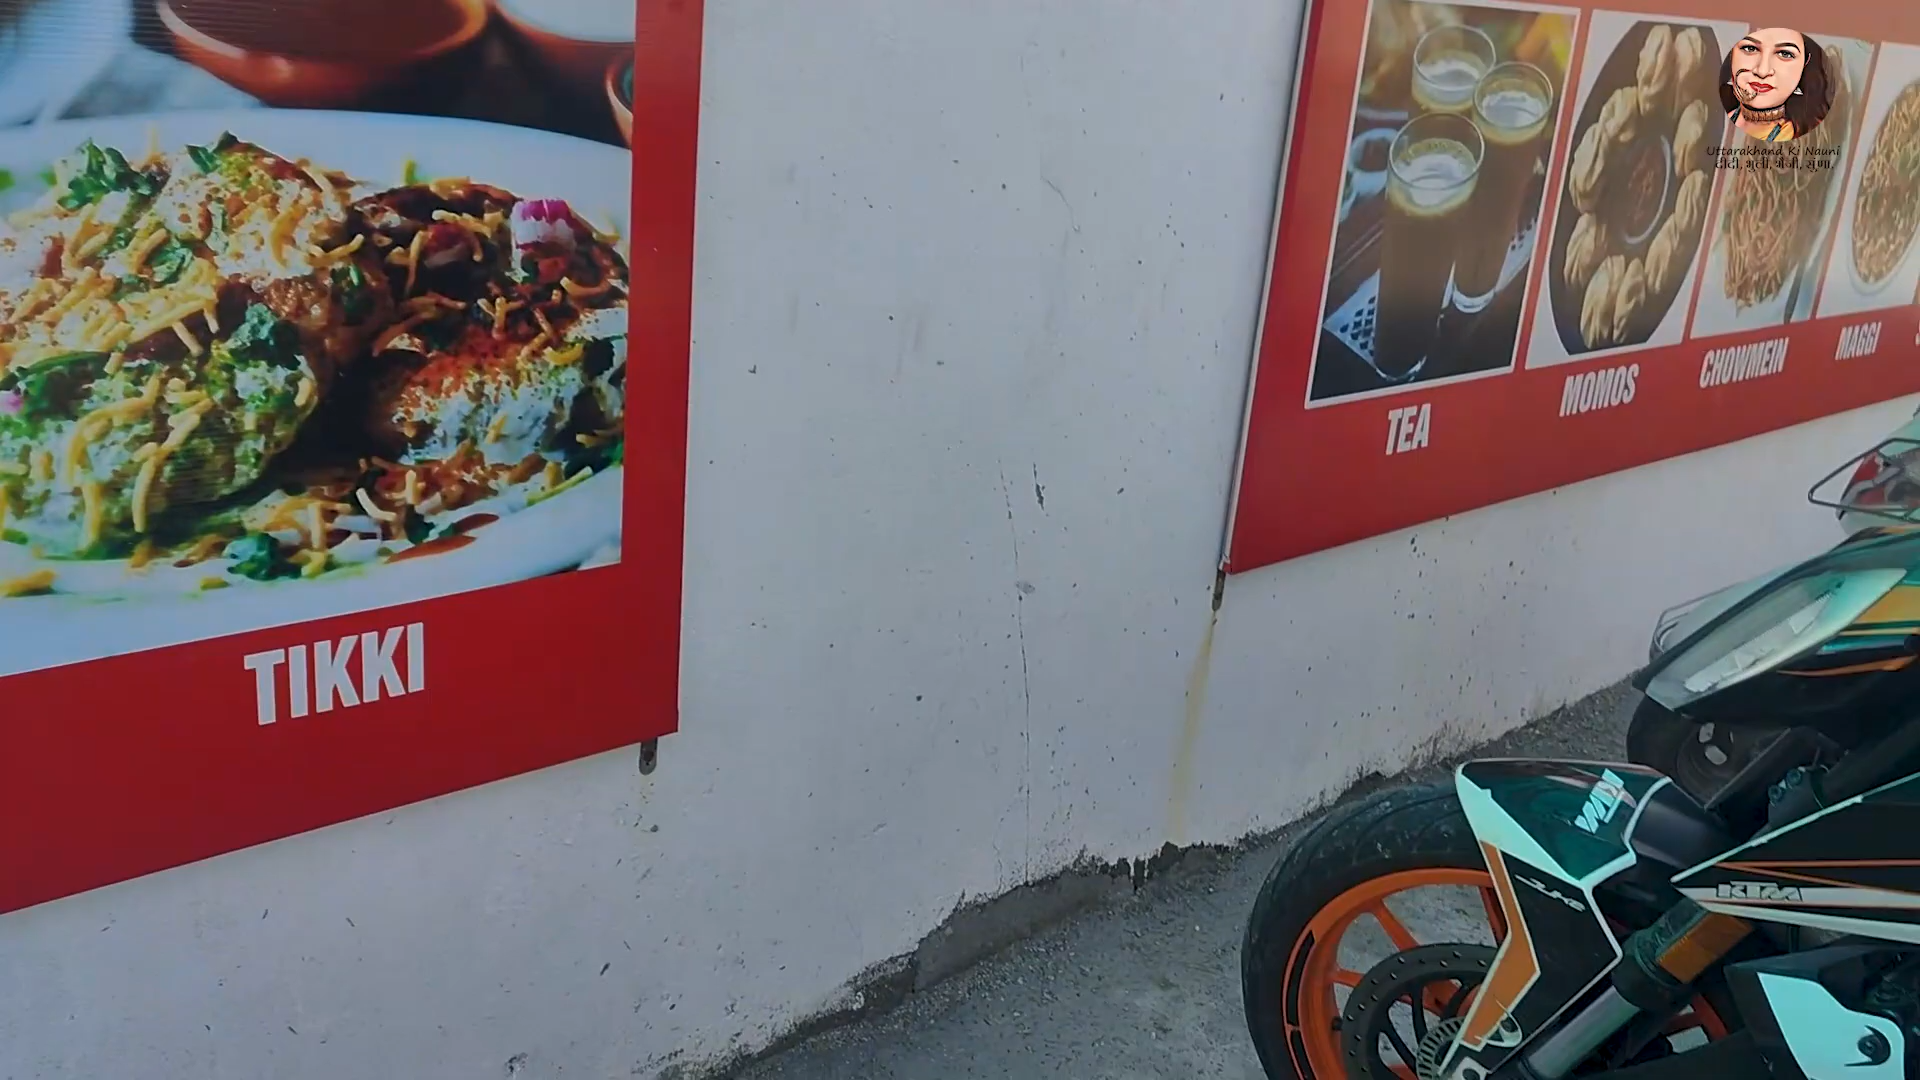 Uttarakhand Ki Nauni
दीदी, भुली, बौजी, सुणा,
TEA
MOMOS
CHOWMEIN
MAGGI
TIKKI
KTM